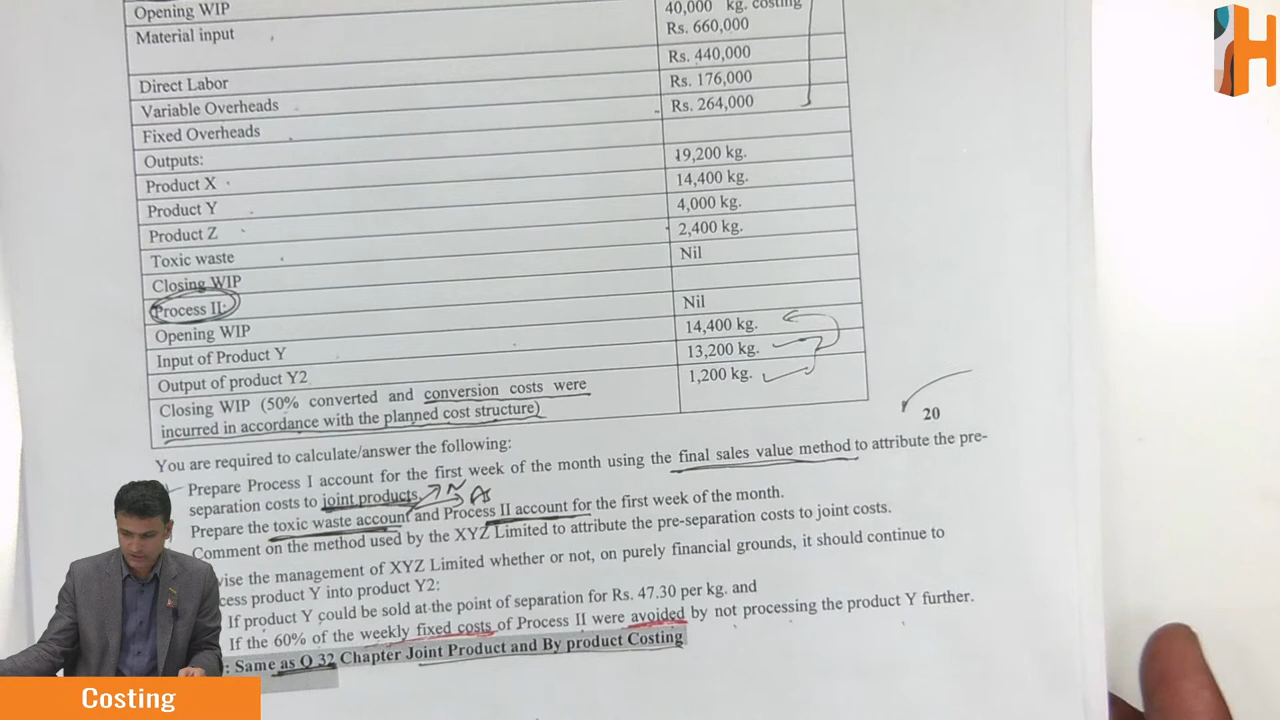 Opening WIP
40,000 kg. costing
Material input
Rs. 660,000
Rs. 440,000
Direct Labor
Rs. 176,000
Variable Overheads
Rs. 264,000
Fixed Overheads
Outputs:
19,200 kg.
Product X
14,400 kg.
Product Y
4,000 kg.
Product Z
2,400 kg.
Toxic waste
Nil
Closing WIP
Process II:
Nil
Opening WIP
14,400 kg.
Input of Product Y
13,200 kg.
Output of product Y2
1,200 kg.
Closing WIP (50% converted and conversion costs were
incurred in accordance with the planned cost structure)
20
You are required to calculate/answer the following:
Prepare Process I account for the first week of the month using the final sales value method to attribute the pre-
separation costs to joint products.
Prepare the toxic waste account and Process II account for the first week of the month.
Comment on the method used by the XYZ Limited to attribute the pre-separation costs to joint costs.
vise the management of XYZ Limited whether or not, on purely financial grounds, it should continue to
cess product Y into product Y2:
If product Y could be sold at the point of separation for Rs. 47.30 per kg. and
If the 60% of the weekly fixed costs of Process II were avoided by not processing the product Y further.
: Same as Q 32 Chapter Joint Product and By product Costing
Costing
H